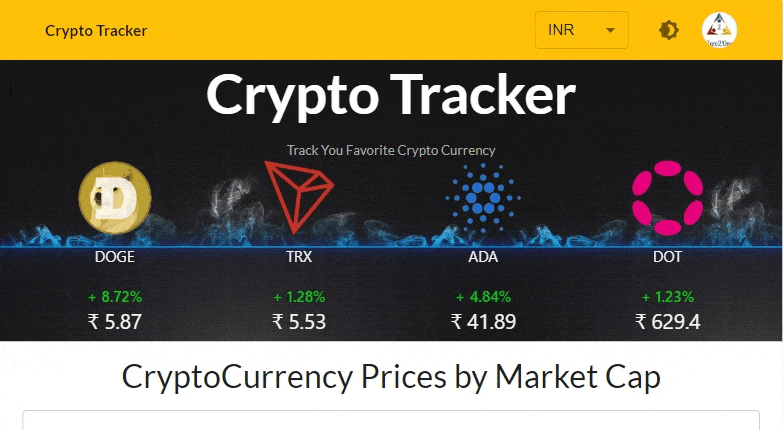 Crypto Tracker
INR
Crypto Tracker
Track You Favorite Crypto Currency
DOGE TRX ADA DOT
+ 8.72% + 1.28% + 4.84% + 1.23%
₹ 5.87 ₹ 5.53 ₹ 41.89 ₹ 629.4
CryptoCurrency Prices by Market Cap